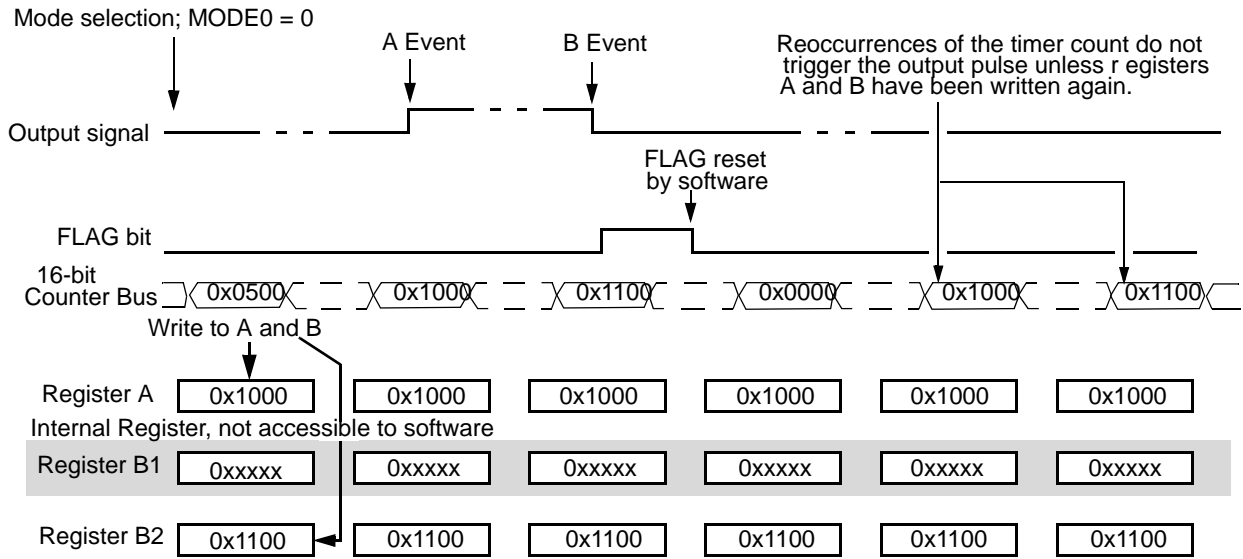 Mode selection; MODE0 = 0
A Event
B Event
Reoccurrences of the timer count do not
trigger the output pulse unless r egisters
A and B have been written again.
Output signal
FLAG reset
by software
FLAG bit
16-bit
Counter Bus
0x0500 0x1000 0x1100 0x0000 0x1000 0x1100
Write to A and B
Register A 0x1000 0x1000 0x1000 0x1000 0x1000 0x1000
Internal Register, not accessible to software
Register B1 0xxxxx 0xxxxx 0xxxxx 0xxxxx 0xxxxx 0xxxxx
Register B2 0x1100 0x1100 0x1100 0x1100 0x1100 0x1100